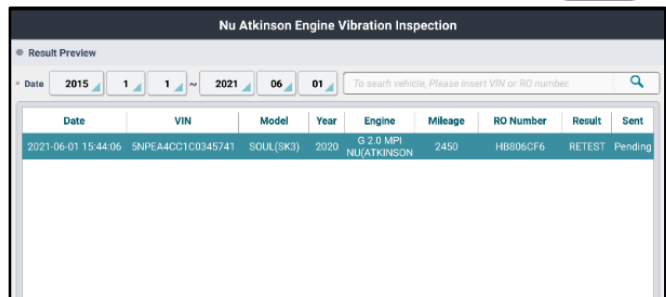 Nu Atkinson Engine Vibration Inspection
Result Preview
Date 2015 1 1 ~ 2021 06 01 To searh vehicle, Please Insert VIN or RO number.
Date VIN Model Year Engine Mileage RO Number Result Sent
2021-06-01 15:44:06 5NPEA4CC1C0345741 SOUL(SK3) 2020 G 2.0 MPI NU(ATKINSON 2450 HB806CF6 RETEST Pending